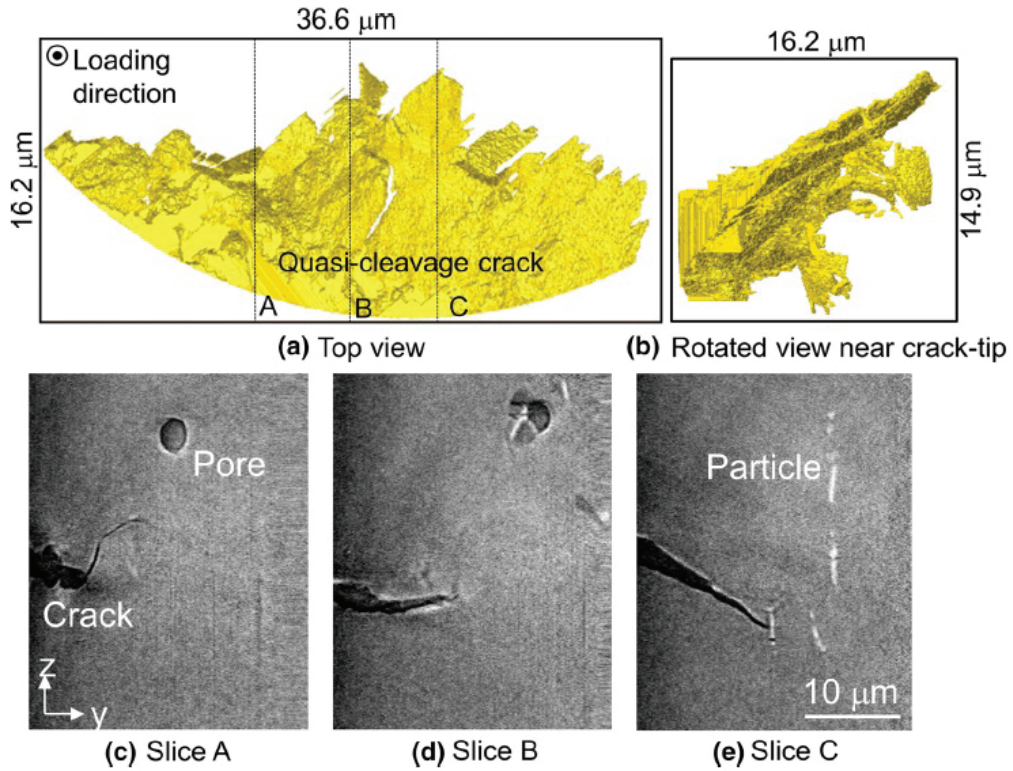 36.6 μm
Loading
direction
16.2 μm
Quasi-cleavage crack
A
B
C
(a) Top view
16.2 μm
14.9 μm
(b) Rotated view near crack-tip
Pore
Crack
z
y
(c) Slice A
(d) Slice B
Particle
10 μm
(e) Slice C